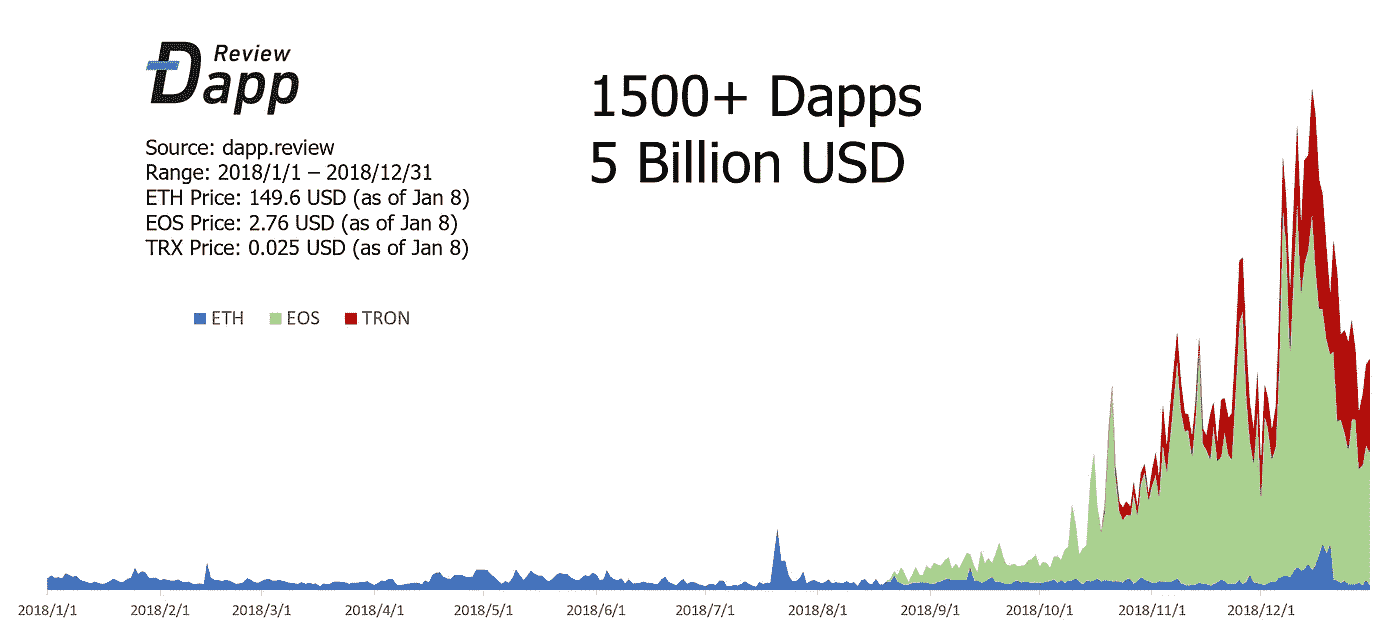 Review
Dapp
1500+ Dapps
5 Billion USD
Source: dapp.review
Range: 2018/1/1 – 2018/12/31
ETH Price: 149.6 USD (as of Jan 8)
EOS Price: 2.76 USD (as of Jan 8)
TRX Price: 0.025 USD (as of Jan 8)
ETH EOS TRON
2018/1/1 2018/2/1 2018/3/1 2018/4/1 2018/5/1 2018/6/1 2018/7/1 2018/8/1 2018/9/1 2018/10/1 2018/11/1 2018/12/1